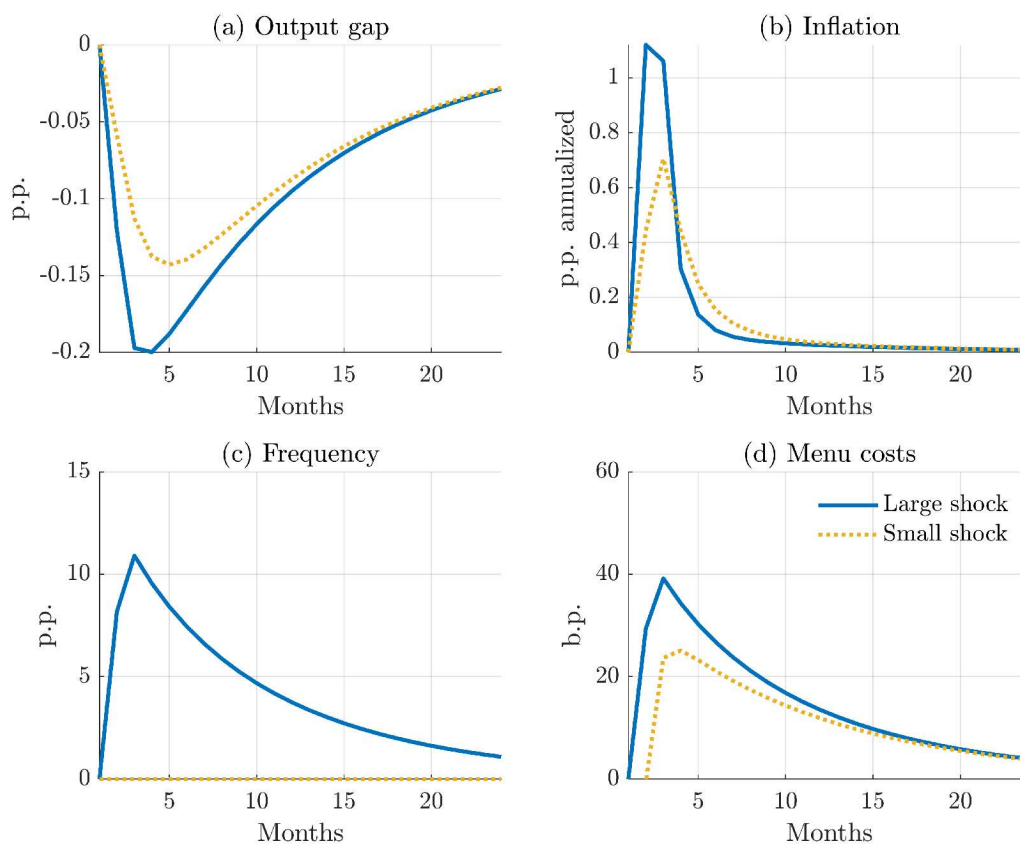 (a) Output gap
0
-0.05
-0.1
-0.15
-0.2
p.p.
5
10
15
20
Months
(b) Inflation
1
0.8
0.6
0.4
0.2
0
p.p. annualized
5
10
15
20
Months
(c) Frequency
15
10
5
0
p.p.
5
10
15
20
Months
(d) Menu costs
60
40
20
0
b.p.
Large shock
Small shock
5
10
15
20
Months